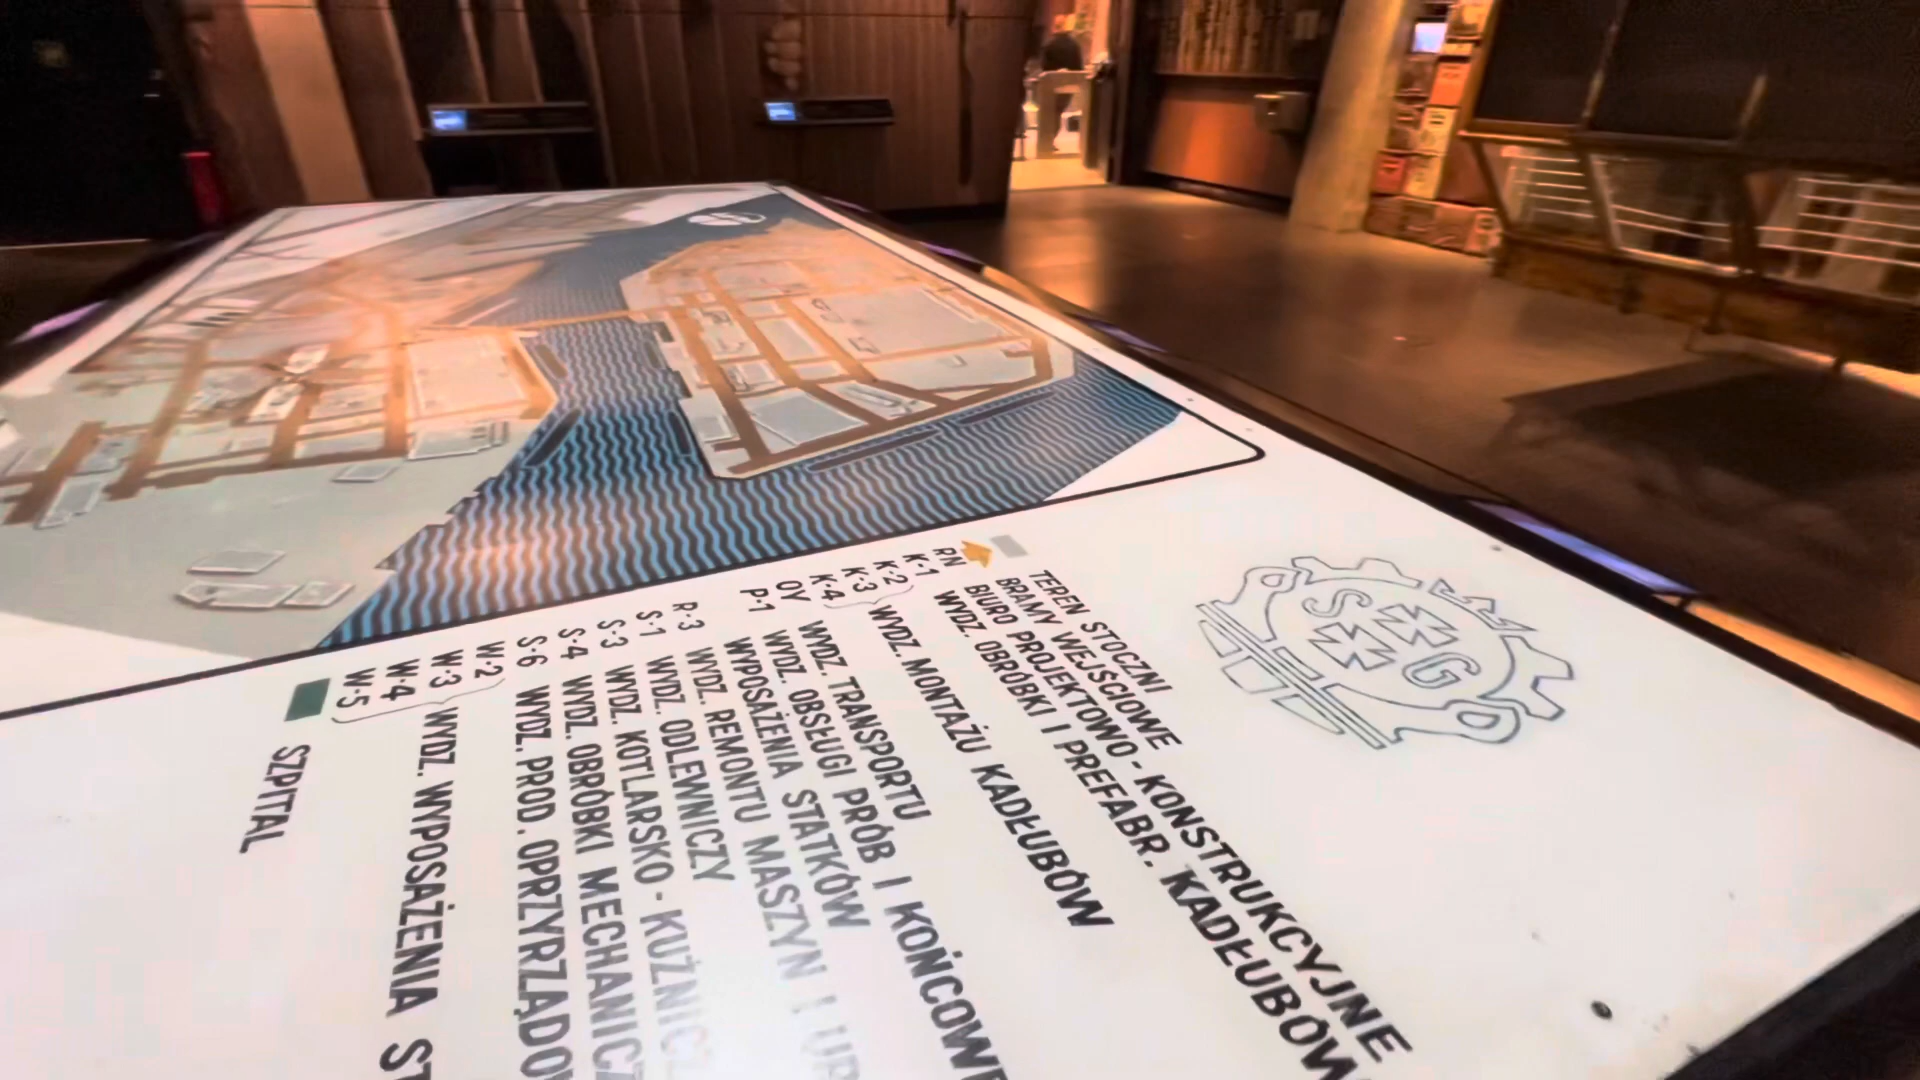 TEREN STOCZNI
BRAMY WEJŚCIOWE
RN BIURO PROJEKTOWO - KONSTRUKCYJNE
K-1 WYDZ. OBRÓBKI I PREFABR. KADŁUBÓW
K-2
K-3 WYDZ. MONTAŻU KADŁUBÓW
K-4
OV WYDZ. TRANSPORTU
P-1 WYDZ. OBSŁUGI PRÓB I KOŃCOWE
WYPOSAŻENIA STATKÓW
R-3 WYDZ. REMONTU MASZYN I UR
S-1 WYDZ. ODLEWNICZY
S-3 WYDZ. KOTLARSKO - KUŹNICZ
S-4 WYDZ. OBRÓBKI MECHANICZ
S-6 WYDZ. PROD. OPRZYRZĄDOW
W-2
W-3 WYDZ. WYPOSAŻENIA ST
W-4
W-5
SZPITAL
S
G